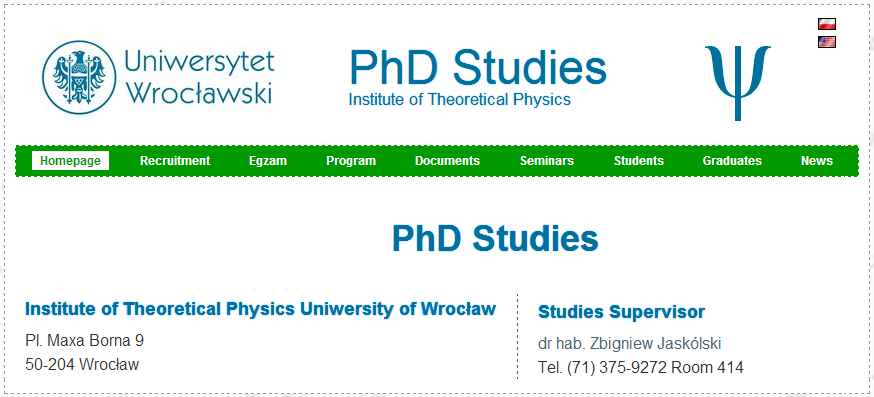 Uniwersytet
Wrocławski
PhD Studies
Institute of Theoretical Physics
ψ
Homepage Recruitment Egzam Program Documents Seminars Students Graduates News
PhD Studies
Institute of Theoretical Physics Uniwersity of Wrocław
Pl. Maxa Borna 9
50-204 Wrocław
Studies Supervisor
dr hab. Zbigniew Jaskólski
Tel. (71) 375-9272 Room 414